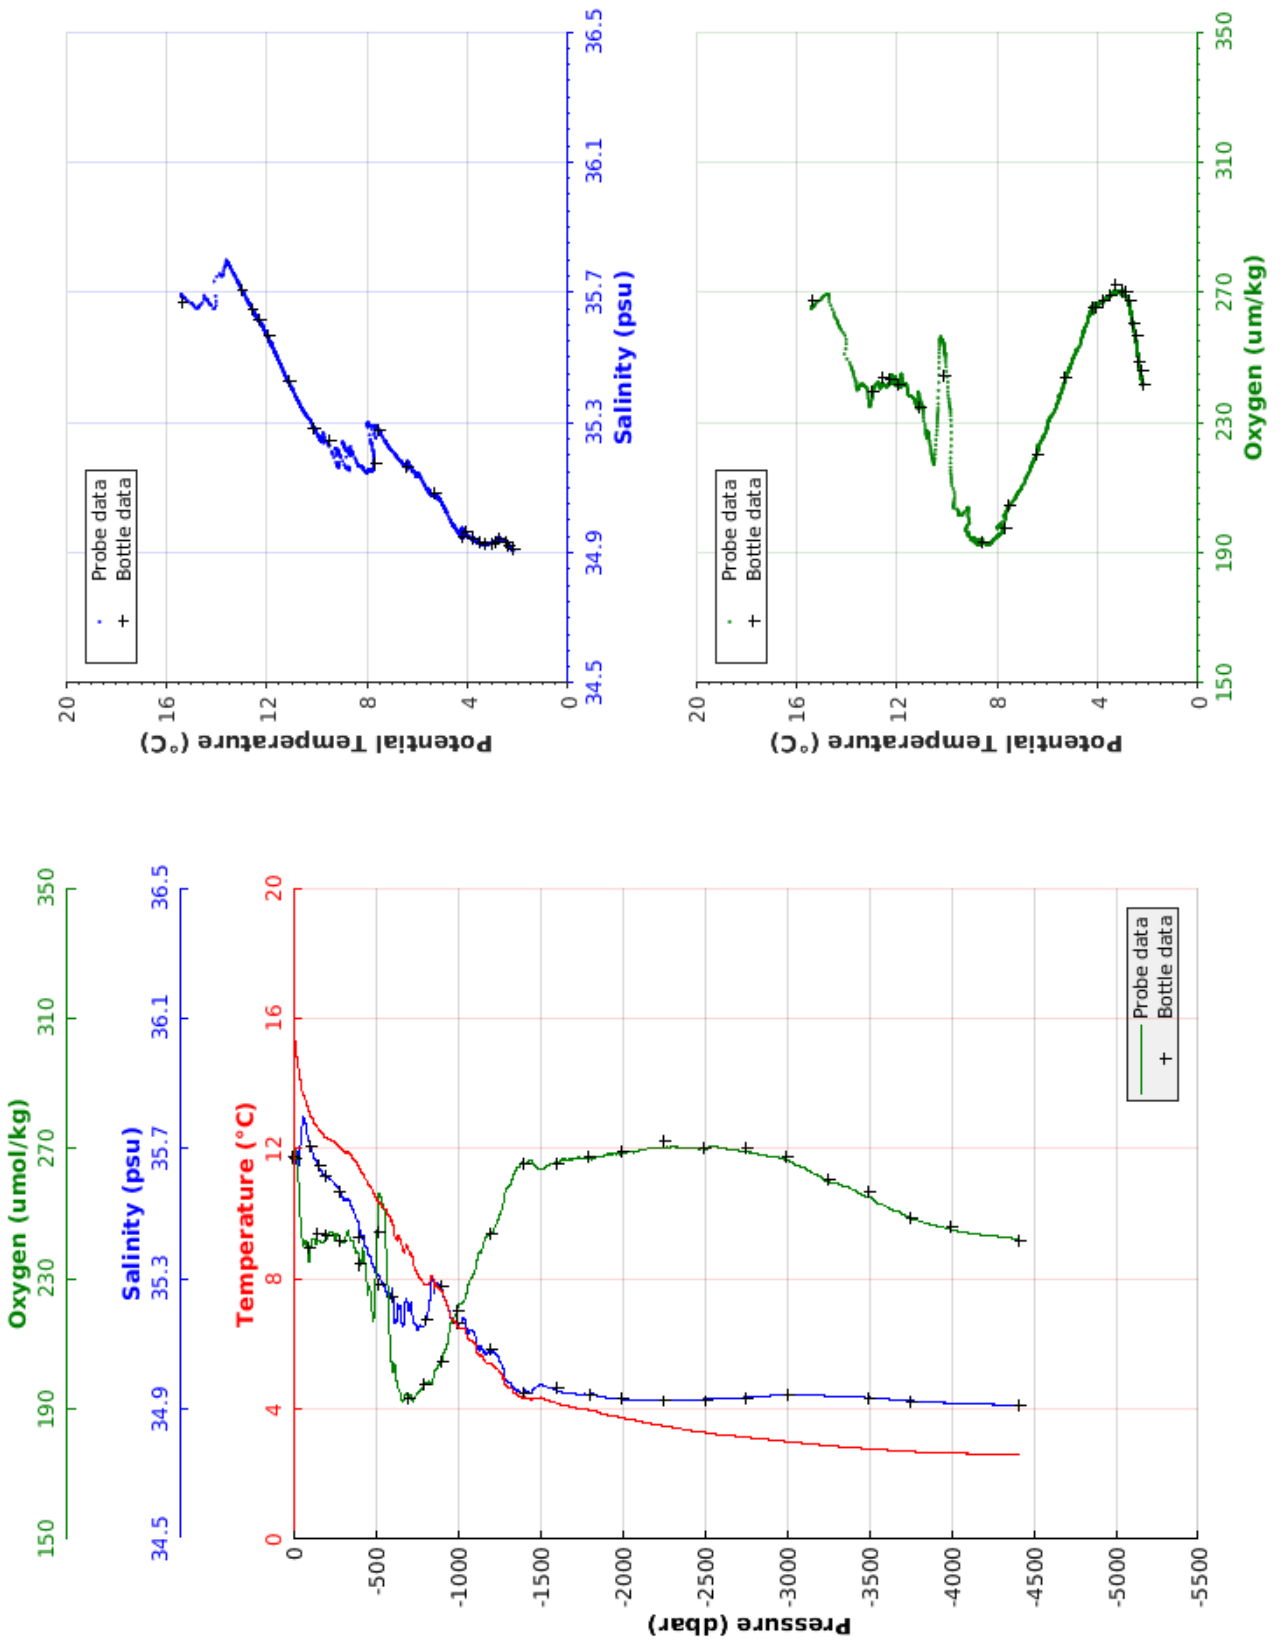 Oxygen (umol/kg)
150 190 230 270 310 350
Salinity (psu)
34.5 34.9 35.3 35.7 36.1 36.5
Temperature (°C)
0 4 8 12 16 20
Pressure (dbar)
0
-500
-1000
-1500
-2000
-2500
-3000
-3500
-4000
-4500
-5000
-5500
Probe data
Bottle data
Potential Temperature (°C)
20
16
12
8
4
0
Probe data
Bottle data
34.5 34.9 35.3 35.7 36.1 36.5
Salinity (psu)
Potential Temperature (°C)
20
16
12
8
4
0
Probe data
Bottle data
150 190 230 270 310 350
Oxygen (um/kg)